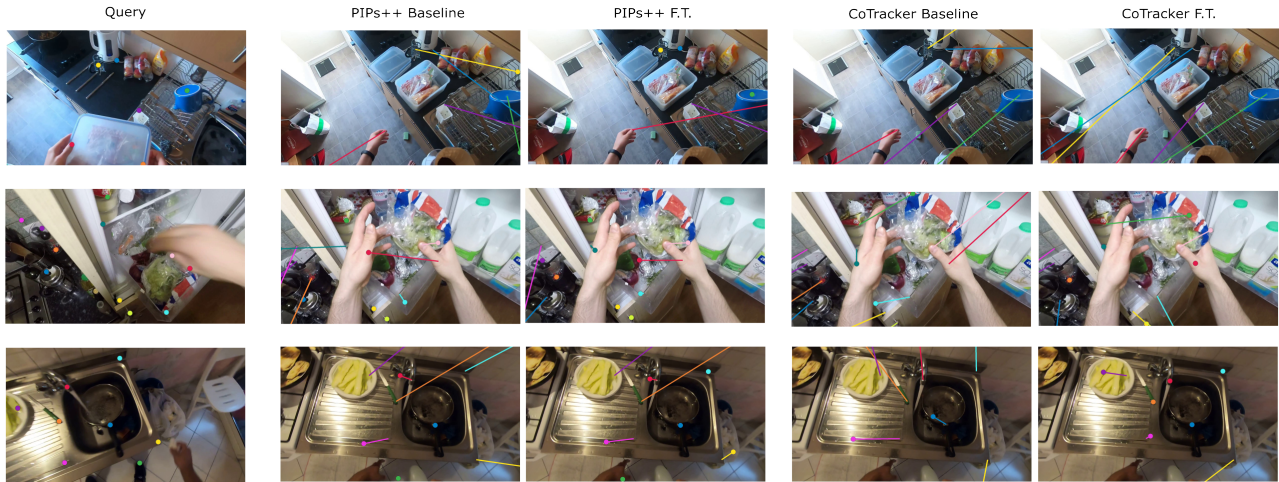 Query
PIPs++ Baseline
PIPs++ F.T.
CoTracker Baseline
CoTracker F.T.